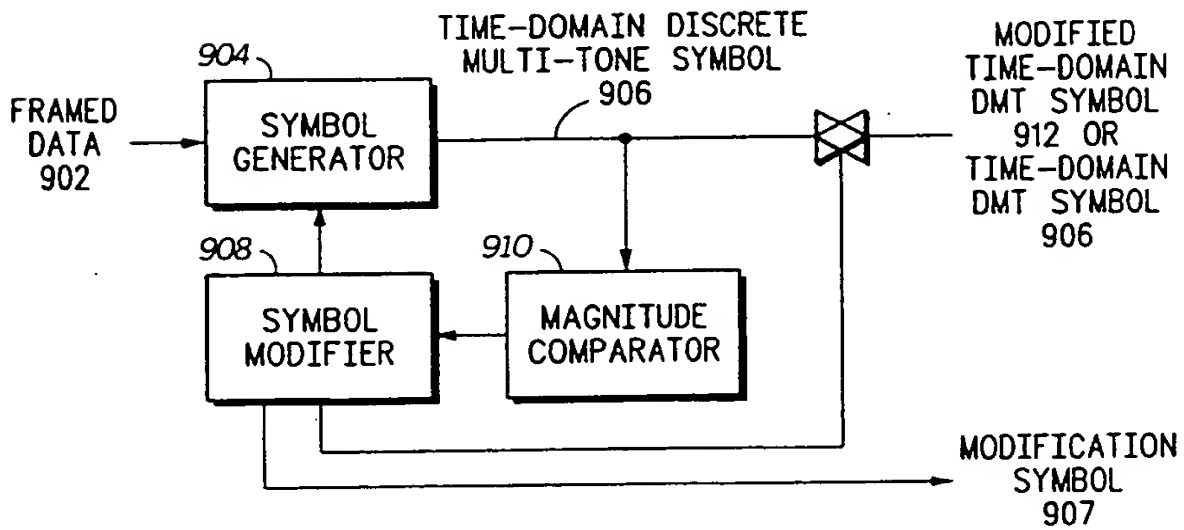 FRAMED
DATA
902
904
SYMBOL
GENERATOR
TIME-DOMAIN DISCRETE
MULTI-TONE SYMBOL
906
MODIFIED
TIME-DOMAIN
DMT SYMBOL
912 OR
TIME-DOMAIN
DMT SYMBOL
906
908
SYMBOL
MODIFIER
910
MAGNITUDE
COMPARATOR
MODIFICATION
SYMBOL
907